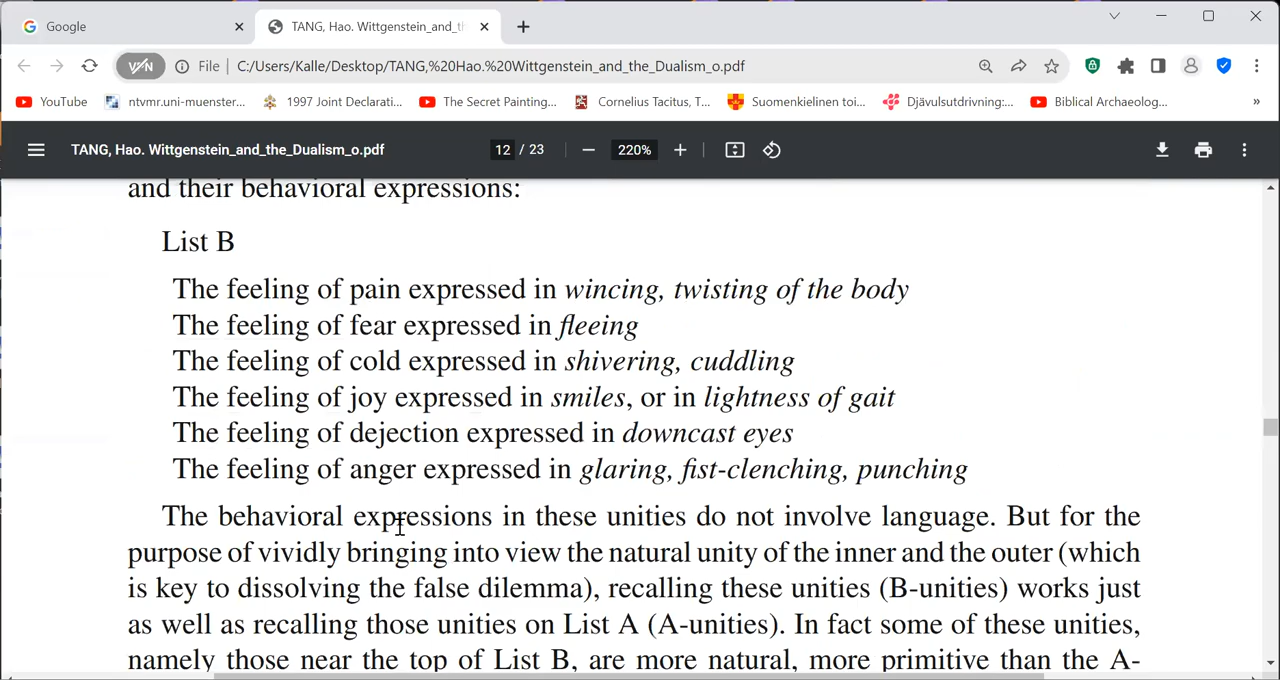 Google
TANG, Hao. Wittgenstein_and_th
V/N
File
C:/Users/Kalle/Desktop/TANG,%20Hao.%20Wittgenstein_and_the_Dualism_o.pdf
YouTube
ntvmr.uni-muenster...
1997 Joint Declarati...
The Secret Painting...
Cornelius Tacitus, T...
Suomenkielinen toi...
Djävulsutdrivning:...
Biblical Archaeolog...
»
TANG, Hao. Wittgenstein_and_the_Dualism_o.pdf
12 / 23
220%
and their behavioral expressions:
List B
The feeling of pain expressed in wincing, twisting of the body
The feeling of fear expressed in fleeing
The feeling of cold expressed in shivering, cuddling
The feeling of joy expressed in smiles, or in lightness of gait
The feeling of dejection expressed in downcast eyes
The feeling of anger expressed in glaring, fist-clenching, punching
The behavioral expressions in these unities do not involve language. But for the
purpose of vividly bringing into view the natural unity of the inner and the outer (which
is key to dissolving the false dilemma), recalling these unities (B-unities) works just
as well as recalling those unities on List A (A-unities). In fact some of these unities,
namely those near the top of List B, are more natural, more primitive than the A-